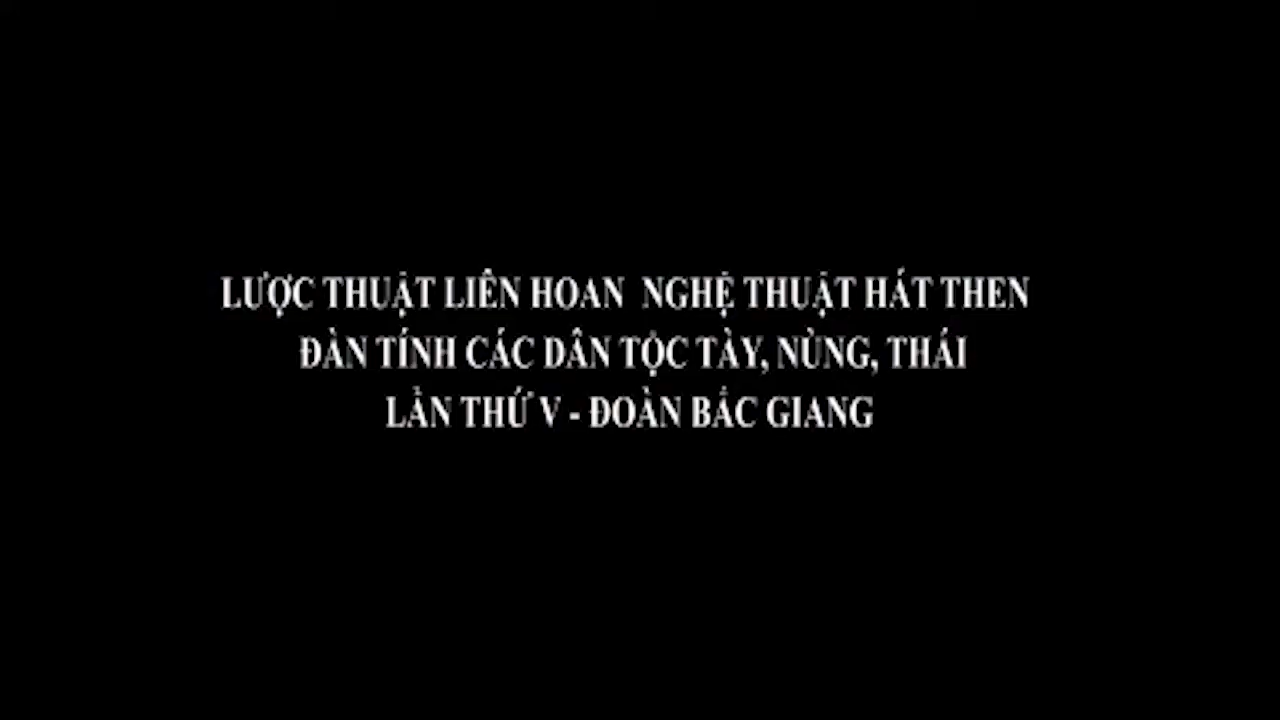 LƯỢC THUẬT LIÊN HOAN  NGHỆ THUẬT HÁT THEN
ĐÀN TÍNH CÁC DÂN TỘC TÀY, NÙNG, THÁI
LẦN THỨ V - ĐOÀN BẮC GIANG